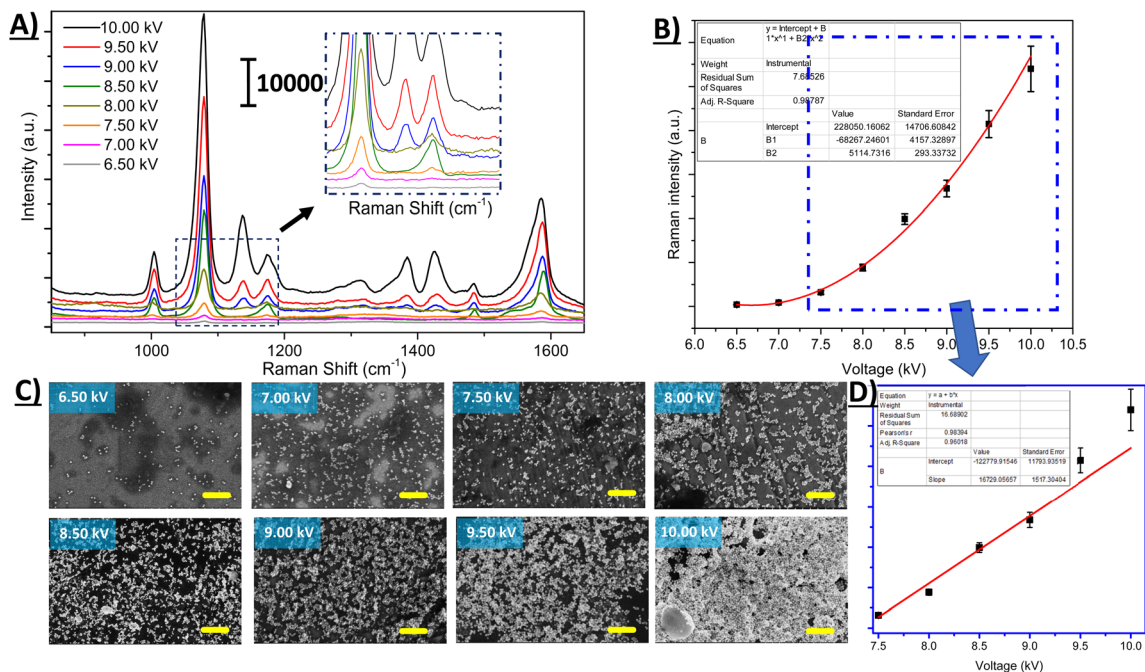 A)
10.00 kV
9.50 kV
9.00 kV
8.50 kV
8.00 kV
7.50 kV
7.00 kV
6.50 kV
10000
Raman Shift (cm⁻¹)
Intensity (a.u.)
1000 1200 1400 1600
Raman Shift (cm⁻¹)
B)
Equation y = Intercept + B
1*x^1 + B2*x^2
Weight Instrumental
Residual Sum
of Squares
Adj. R-Square
Value Standard Error
B
Intercept 228050.16062 14706.60842
B1 -68267.24601 4157.32897
B2 5114.7316 293.33732
Raman intensity (a.u.)
6.0 6.5 7.0 7.5 8.0 8.5 9.0 9.5 10.0 10.5
Voltage (kV)
C)
6.50 kV
7.00 kV
7.50 kV
8.00 kV
8.50 kV
9.00 kV
9.50 kV
10.00 kV
D)
Equation y = a + b*x
Weight Instrumental
Residual Sum
of Squares
16.68902
Pearson's r 0.98394
Adj. R-Square 0.96018
Value Standard Error
B
Intercept -122779.91546 11793.93519
Slope 16729.05657 1517.30404
7.5 8.0 8.5 9.0 9.5 10.0
Voltage (kV)